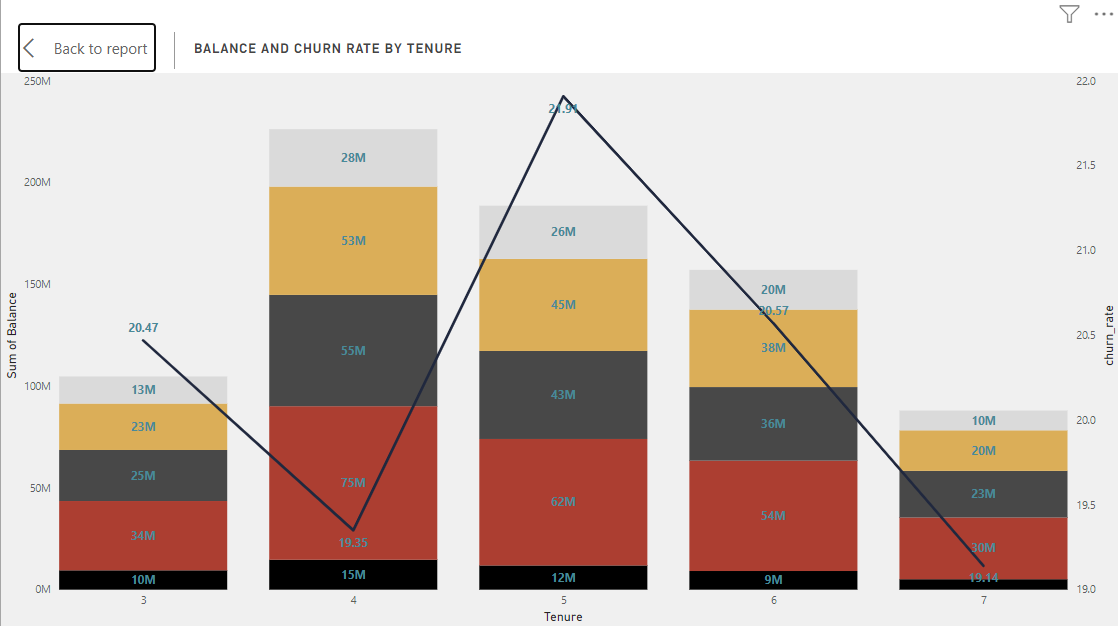 Back to report
BALANCE AND CHURN RATE BY TENURE
250M
200M
150M
100M
50M
0M
Sum of Balance
22.0
21.5
21.0
20.5
20.0
19.5
19.0
churn_rate
20.47
13M
23M
25M
34M
10M
28M
53M
55M
75M
19.35
15M
21.91
26M
45M
43M
62M
12M
20M
20.57
38M
36M
54M
9M
10M
20M
23M
30M
19.14
3 4 5 6 7
Tenure